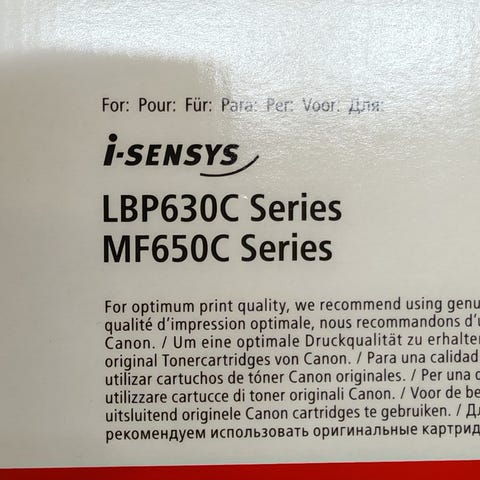 For: Pour: Für: Para: Per: Voor: Для:
i-SENSYS
LBP630C Series
MF650C Series
For optimum print quality, we recommend using genu
qualité d'impression optimale, nous recommandons d'u
Canon. / Um eine optimale Druckqualität zu erhalte
original Tonercartridges von Canon. / Para una calidad
utilizar cartuchos de tóner Canon originales. / Per una q
utilizzare cartucce di toner originali Canon. / Voor de be
uitsluitend originele Canon cartridges te gebruiken. / Дл
рекомендуем использовать оригинальные картрид